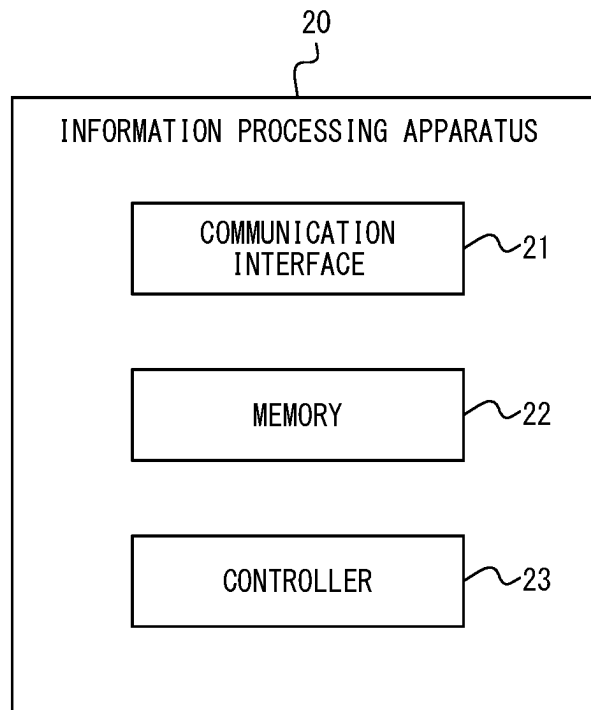 20
INFORMATION PROCESSING APPARATUS
COMMUNICATION
INTERFACE
21
MEMORY
22
CONTROLLER
23